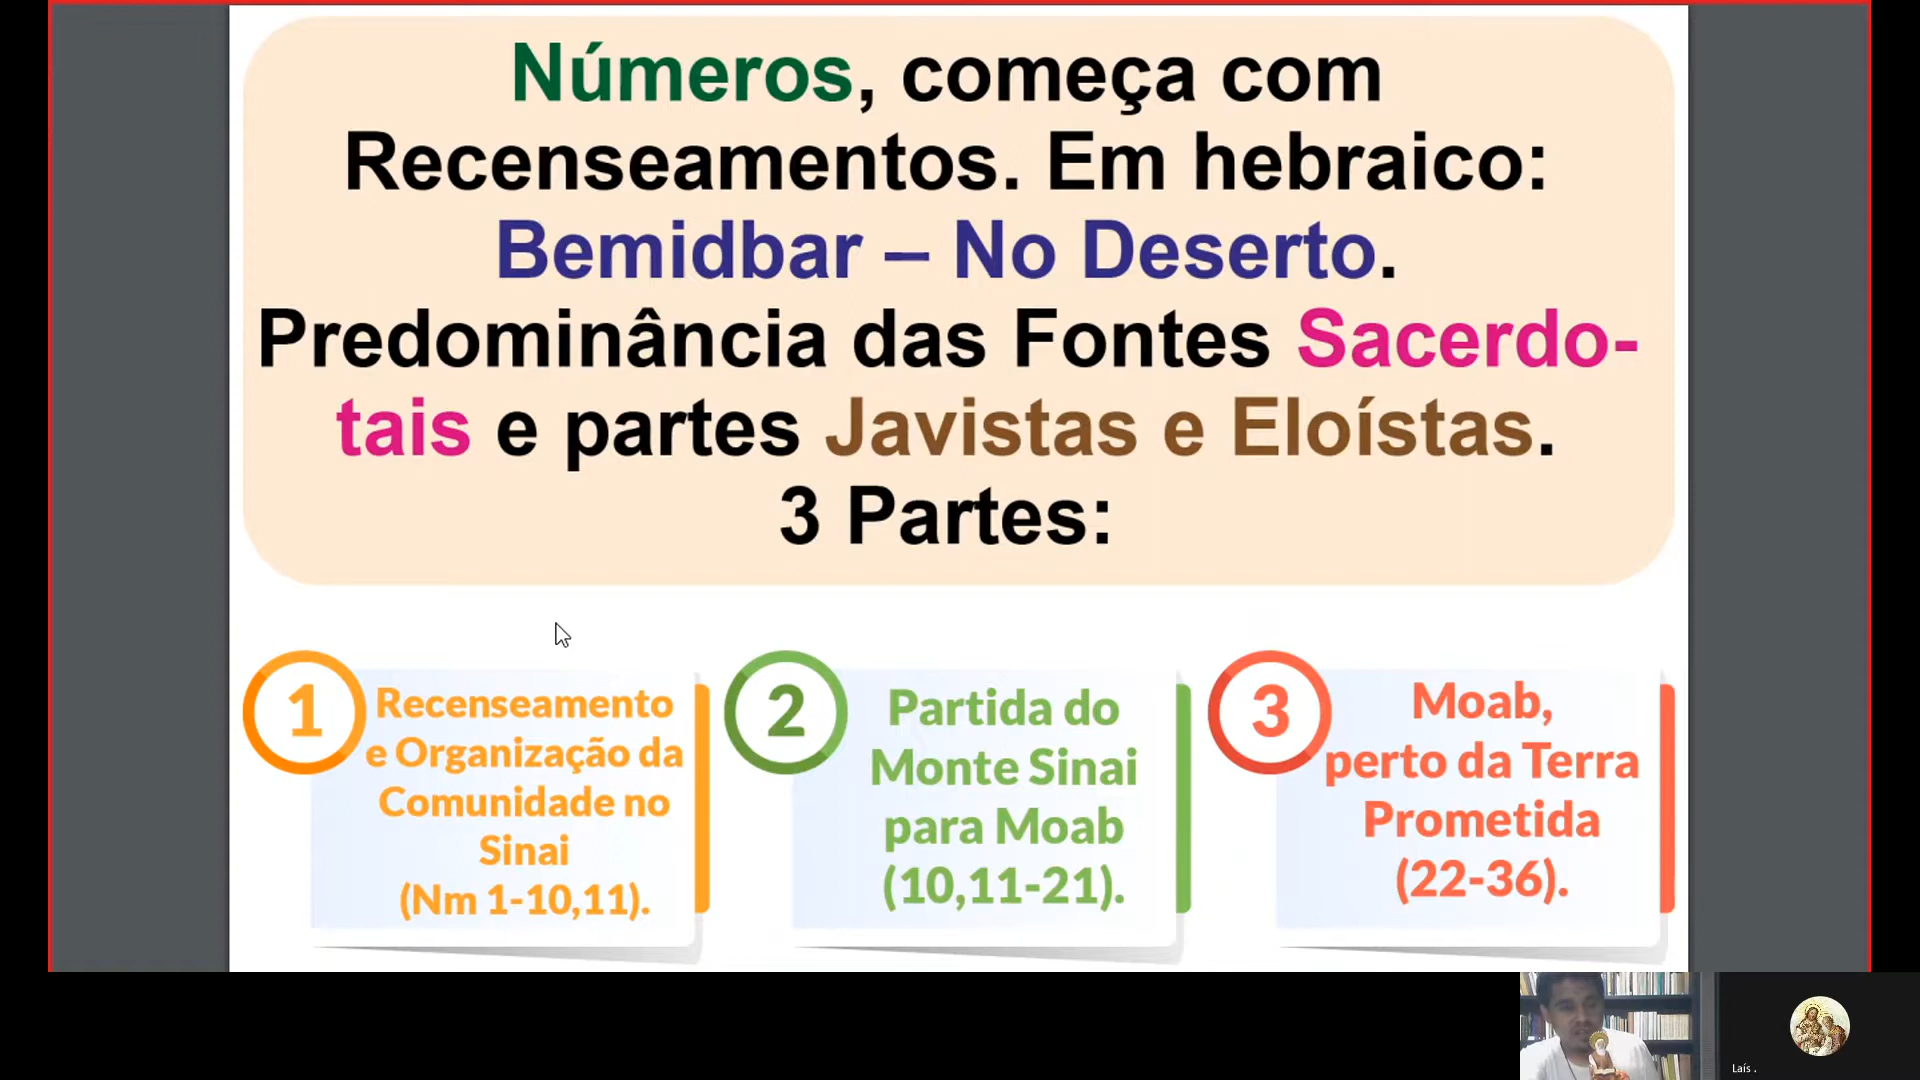 Números, começa com
Recenseamentos. Em hebraico:
Bemidbar – No Deserto.
Predominância das Fontes Sacerdo-
tais e partes Javistas e Eloístas.
3 Partes:
1
Recenseamento
e Organização da
Comunidade no
Sinai
(Nm 1-10,11).
2
Partida do
Monte Sinai
para Moab
(10,11-21).
3
Moab,
perto da Terra
Prometida
(22-36).
Laís .